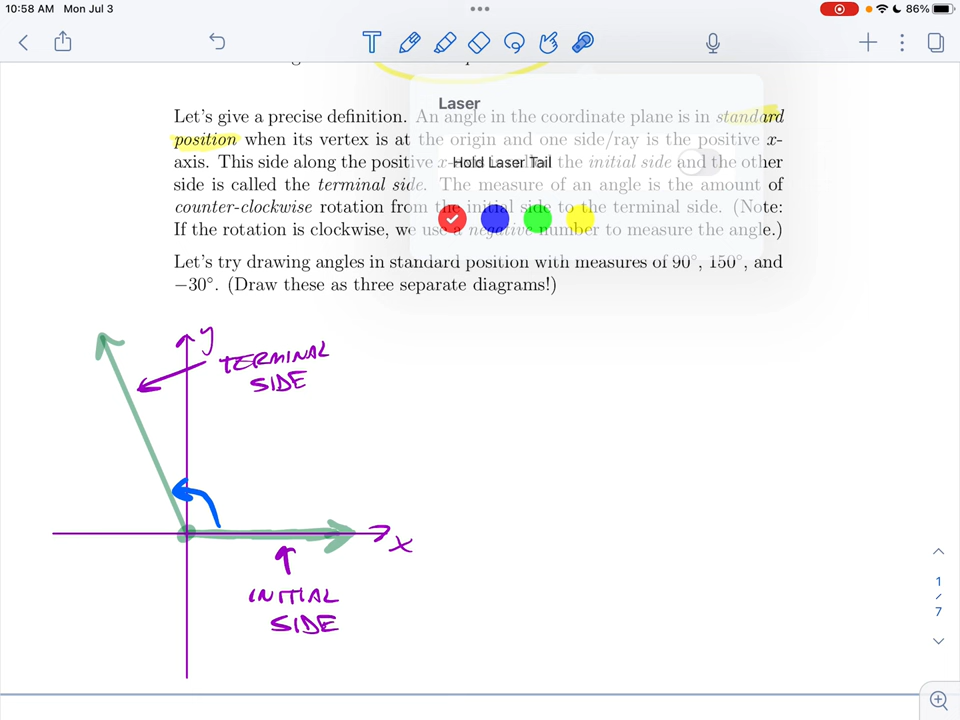 10:58 AM Mon Jul 3
86%
Laser
Hold Laser Tail
Let's give a precise definition. An angle in the coordinate plane is in standard
position when its vertex is at the origin and one side/ray is the positive x-
axis. This side along the positive x- the initial side and the other
side is called the terminal side. The measure of an angle is the amount of
counter-clockwise rotation from the initial side to the terminal side. (Note:
If the rotation is clockwise, we use a negative number to measure the angle.)
Let's try drawing angles in standard position with measures of 90°, 150°, and
−30°. (Draw these as three separate diagrams!)
y
TERMINAL
SIDE
x
INITIAL
SIDE
1
/
7